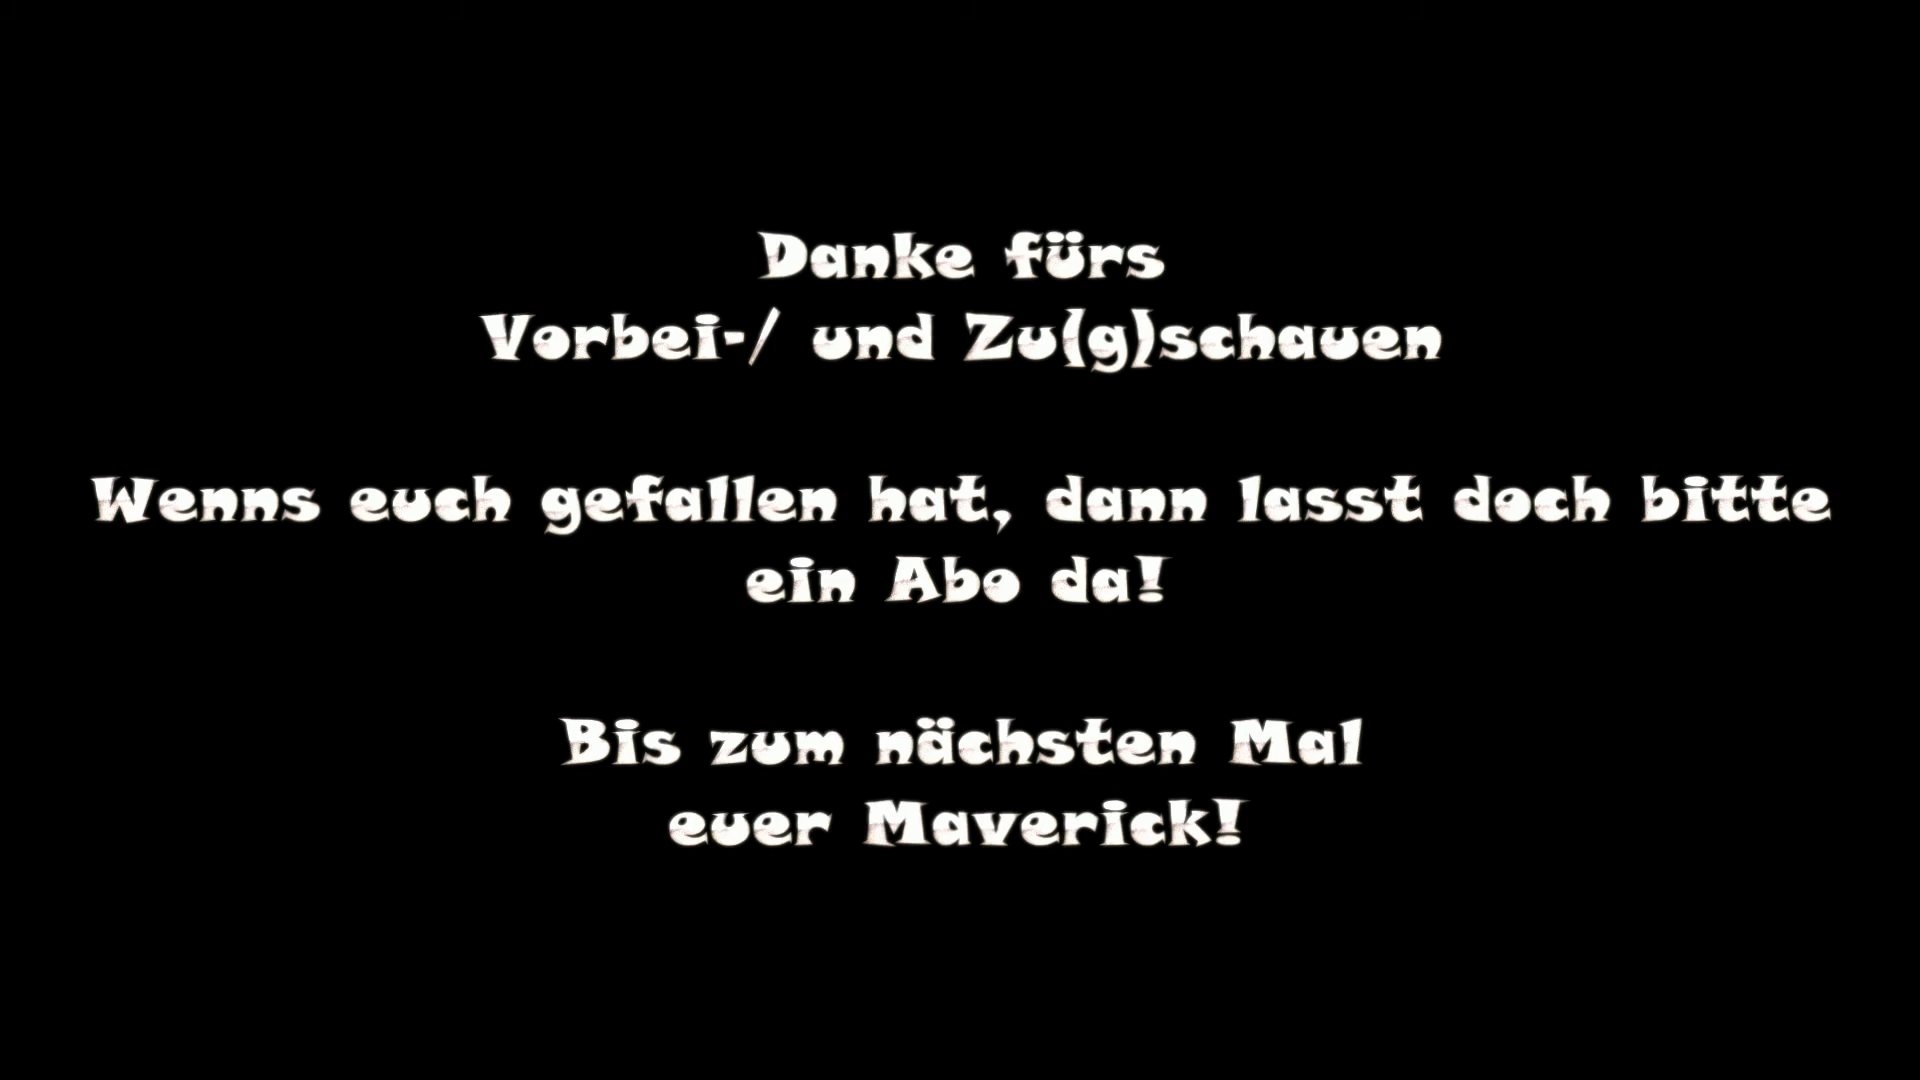 Danke fürs
Vorbei-/ und Zu(g)schauen
Wenns euch gefallen hat, dann lasst doch bitte
ein Abo da!
Bis zum nächsten Mal
euer Maverick!